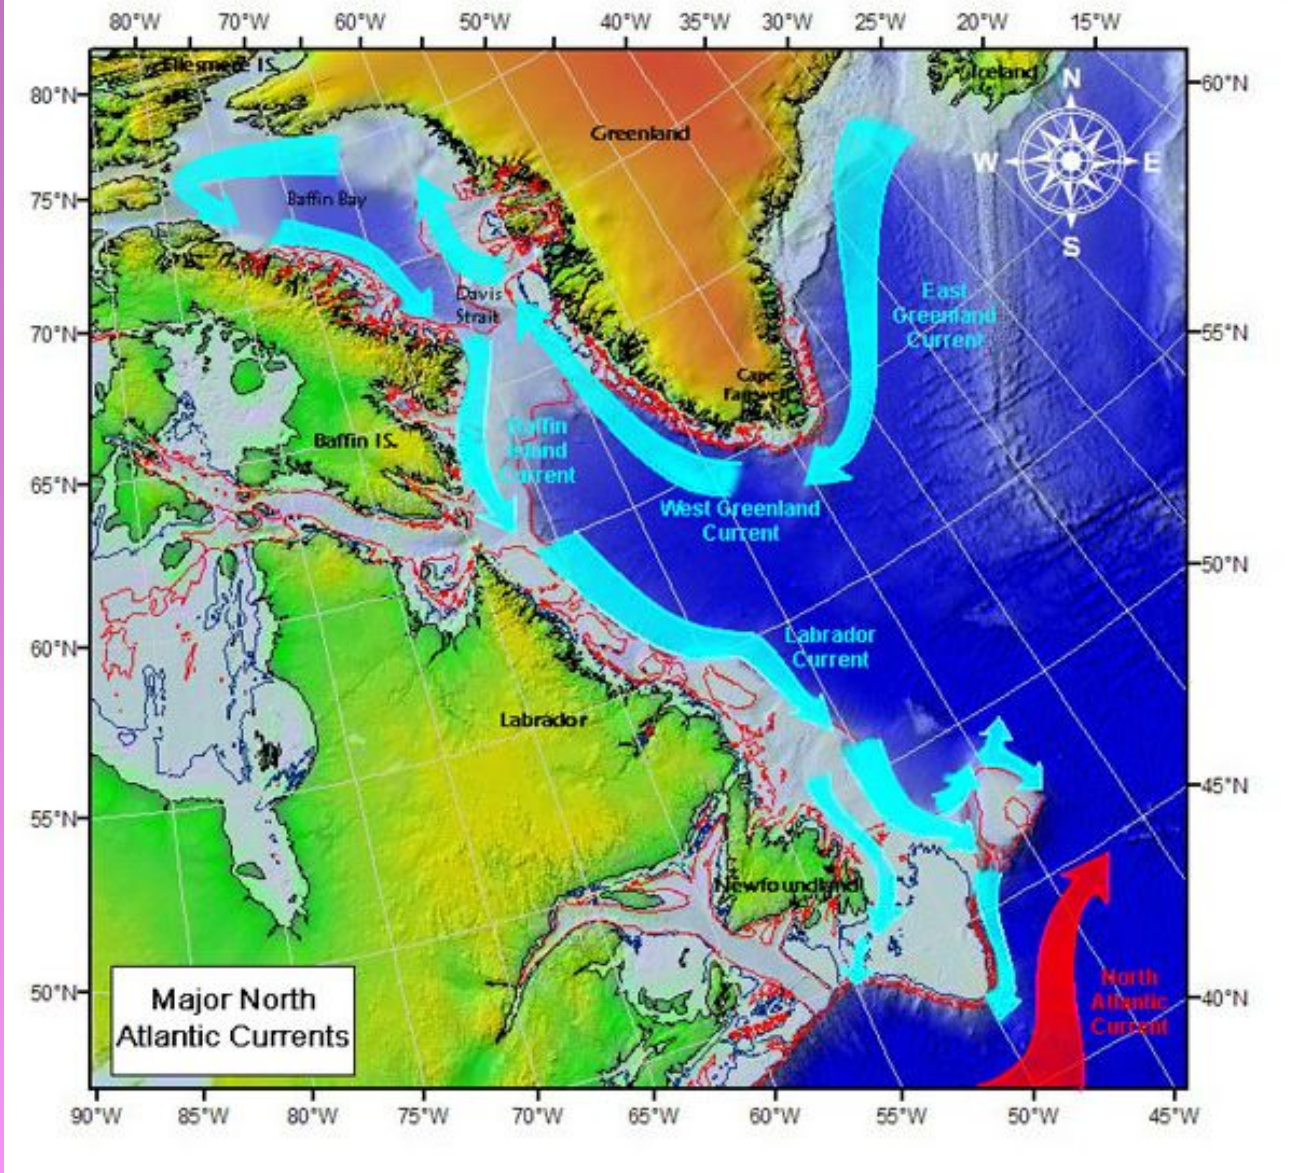 80°W 70°W 60°W 50°W 40°W 35°W 30°W 25°W 20°W 15°W
Ellesmere IS.
Iceland
N
80°N
60°N
Greenland
W
E
75°N
Baffin Bay
S
Davis
Strait
East
Greenland
Current
70°N
55°N
Cape
Farewell
Baffin IS.
Baffin
Island
Current
65°N
West Greenland
Current
50°N
60°N
Labrador
Current
Labrador
45°N
55°N
Newfoundland
North
Atlantic
Current
50°N
40°N
Major North
Atlantic Currents
90°W 85°W 80°W 75°W 70°W 65°W 60°W 55°W 50°W 45°W